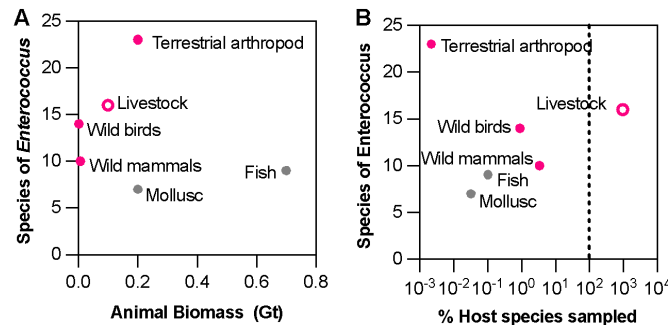 A
Species of Enterococcus
25
20
15
10
5
0
Terrestrial arthropod
Livestock
Wild birds
Wild mammals
Fish
Mollusc
0.0 0.2 0.4 0.6 0.8
Animal Biomass (Gt)
B
Species of Enterococcus
25
20
15
10
5
0
Terrestrial arthropod
Livestock
Wild birds
Wild mammals
Fish
Mollusc
10⁻³ 10⁻² 10⁻¹ 10⁰ 10¹ 10² 10³ 10⁴
% Host species sampled